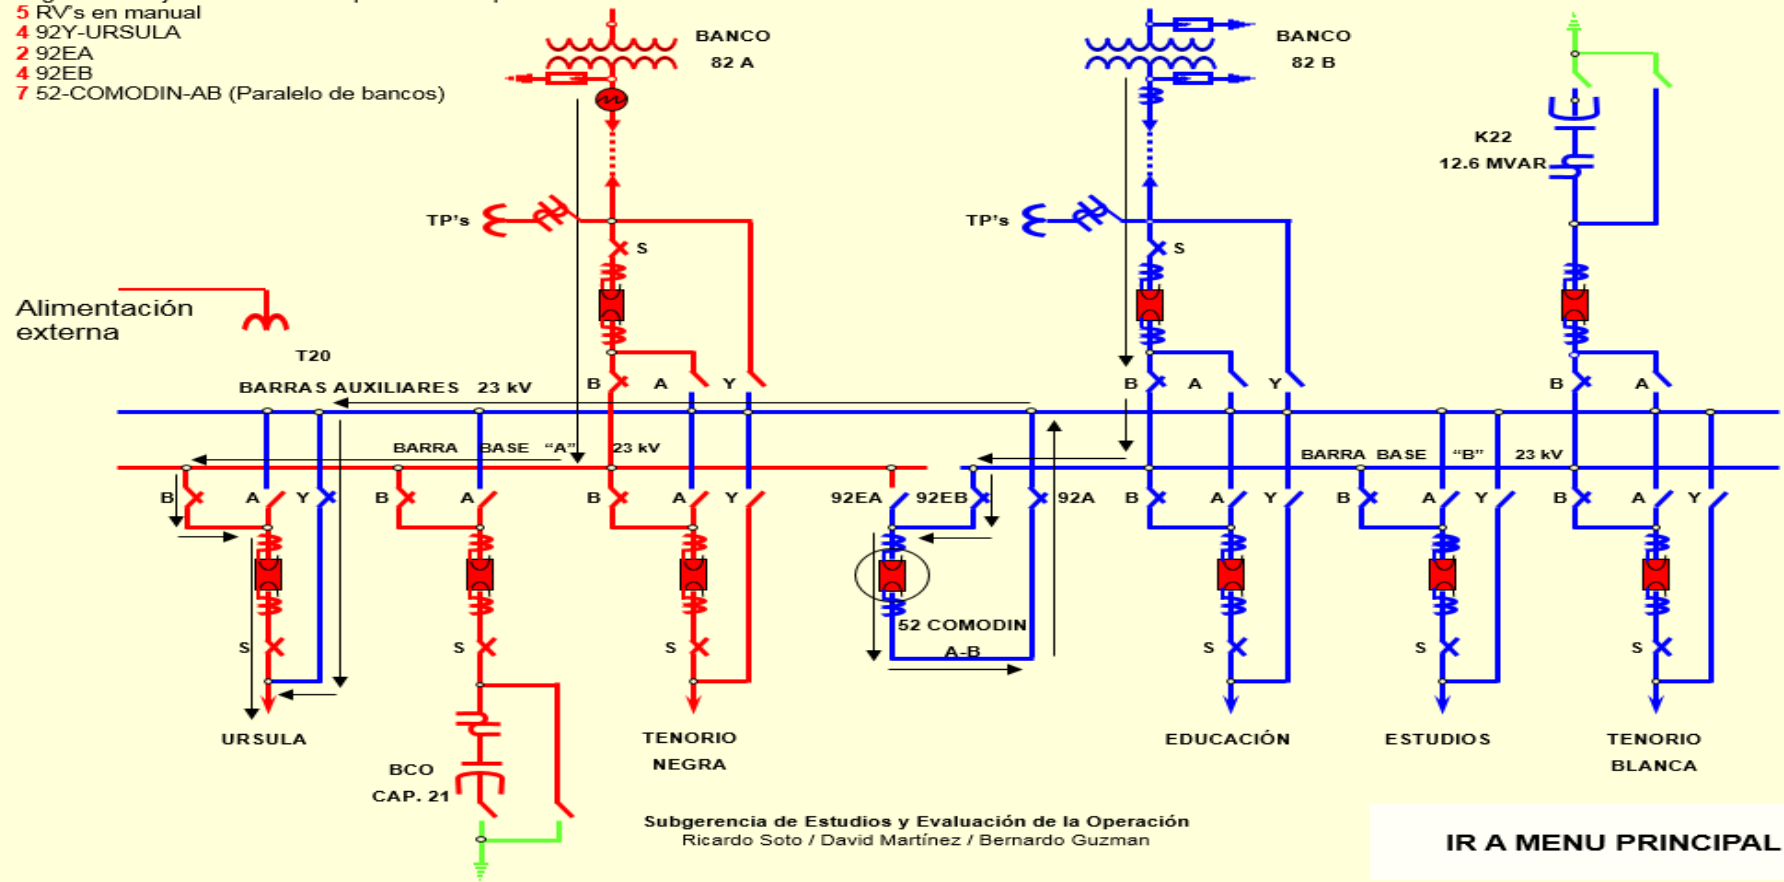 5 RV's en manual
4 92Y-URSULA
2 92EA
4 92EB
7 52-COMODIN-AB (Paralelo de bancos)
BANCO
82 A
BANCO
82 B
K22
12.6 MVAR
TP's
S
TP's
S
Alimentación
externa
T20
BARRAS AUXILIARES 23 kV
B A Y
B A Y
B A
BARRA BASE "A" 23 kV
BARRA BASE "B" 23 kV
B A Y
B A
B A Y
92EA 92EB 92A
B A Y
B A Y
B A Y
52 COMODIN
A-B
S
S
S
S
S
S
URSULA
BCO
CAP. 21
TENORIO
NEGRA
EDUCACIÓN
ESTUDIOS
TENORIO
BLANCA
Subgerencia de Estudios y Evaluación de la Operación
Ricardo Soto / David Martínez / Bernardo Guzman
IR A MENU PRINCIPAL